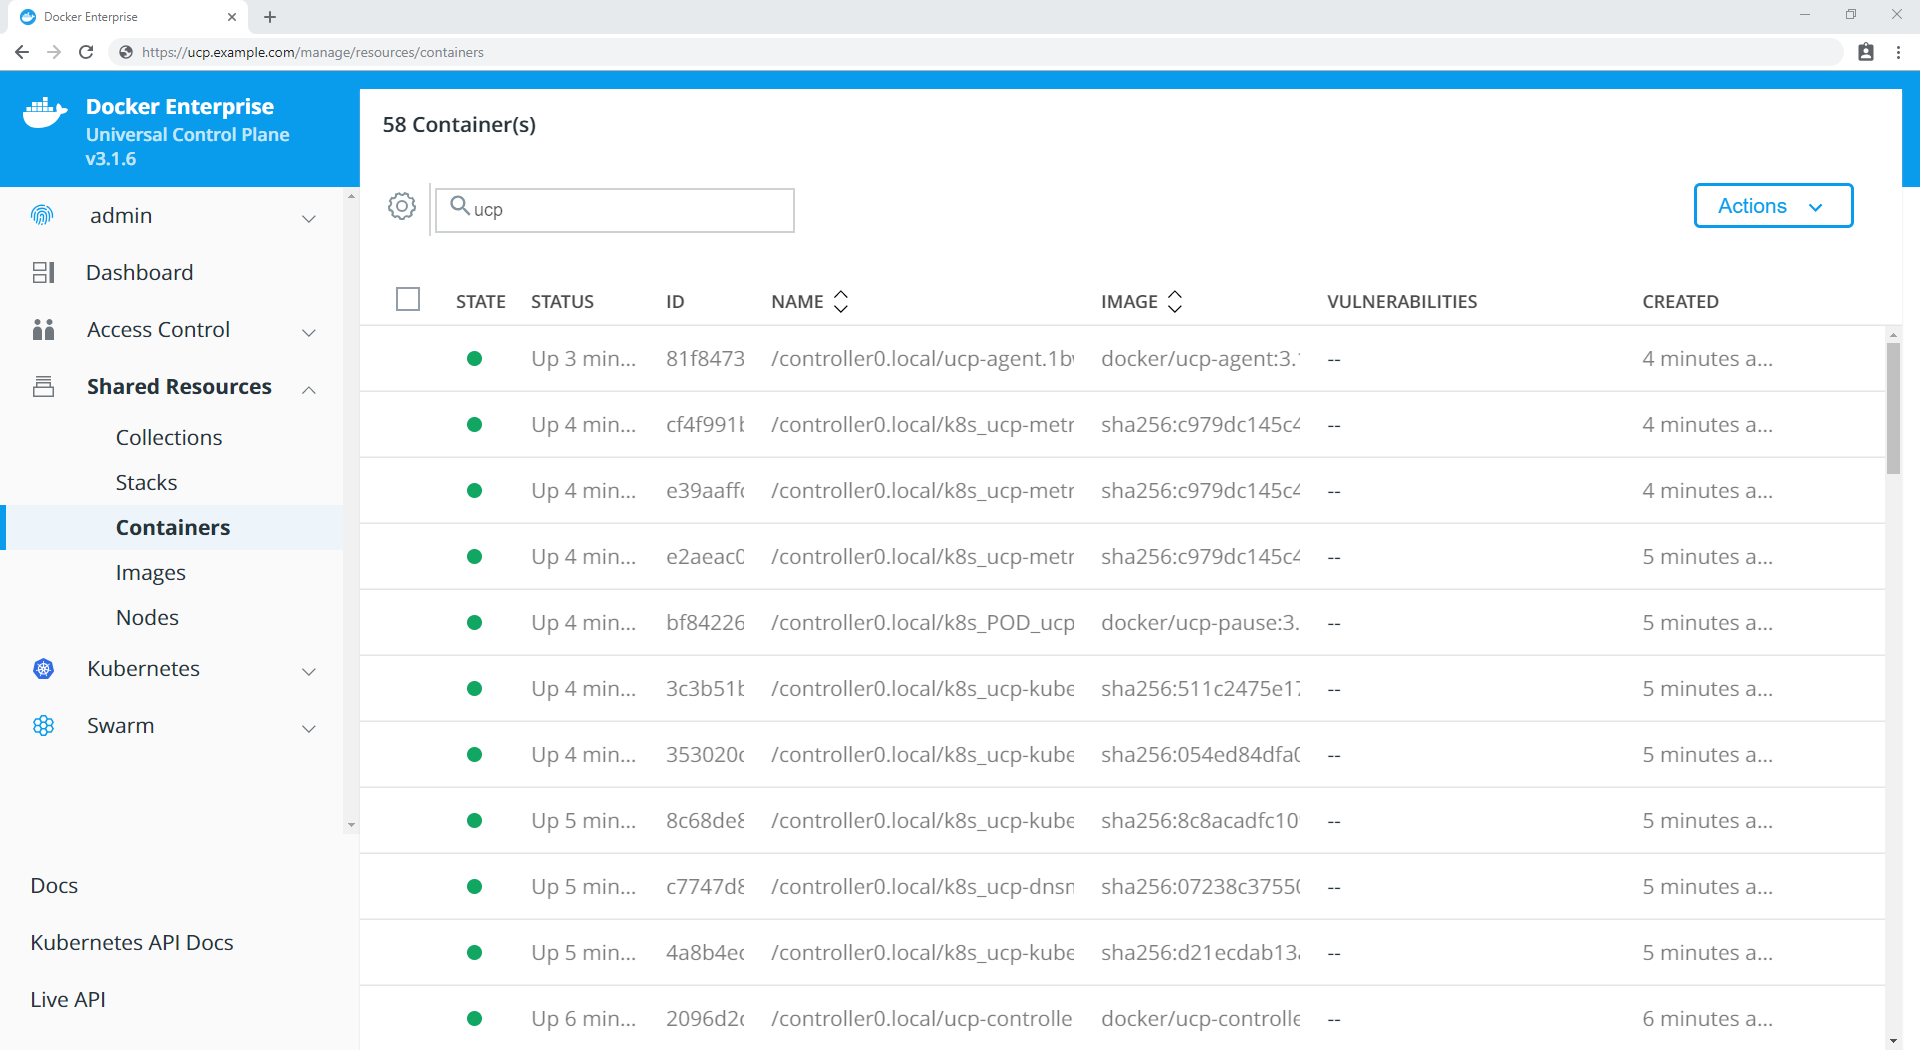 Docker Enterprise
https://ucp.example.com/manage/resources/containers
Docker Enterprise
Universal Control Plane
v3.1.6
admin
Dashboard
Access Control
Shared Resources
Collections
Stacks
Containers
Images
Nodes
Kubernetes
Swarm
Docs
Kubernetes API Docs
Live API
58 Container(s)
ucp
Actions
STATE STATUS ID NAME IMAGE VULNERABILITIES CREATED
Up 3 min... 81f8473 /controller0.local/ucp-agent.1b docker/ucp-agent:3. -- 4 minutes a...
Up 4 min... cf4f991 /controller0.local/k8s_ucp-metr sha256:c979dc145c4 -- 4 minutes a...
Up 4 min... e39aaff /controller0.local/k8s_ucp-metr sha256:c979dc145c4 -- 4 minutes a...
Up 4 min... e2aeac0 /controller0.local/k8s_ucp-metr sha256:c979dc145c4 -- 5 minutes a...
Up 4 min... bf84226 /controller0.local/k8s_POD_ucp docker/ucp-pause:3. -- 5 minutes a...
Up 4 min... 3c3b51 /controller0.local/k8s_ucp-kube sha256:511c2475e17 -- 5 minutes a...
Up 4 min... 353020 /controller0.local/k8s_ucp-kube sha256:054ed84dfa0 -- 5 minutes a...
Up 5 min... 8c68de8 /controller0.local/k8s_ucp-kube sha256:8c8acadfc10 -- 5 minutes a...
Up 5 min... c7747d8 /controller0.local/k8s_ucp-dnsm sha256:07238c37550 -- 5 minutes a...
Up 5 min... 4a8b4e /controller0.local/k8s_ucp-kube sha256:d21ecdab13 -- 5 minutes a...
Up 6 min... 2096d2 /controller0.local/ucp-controlle docker/ucp-controlle -- 6 minutes a...